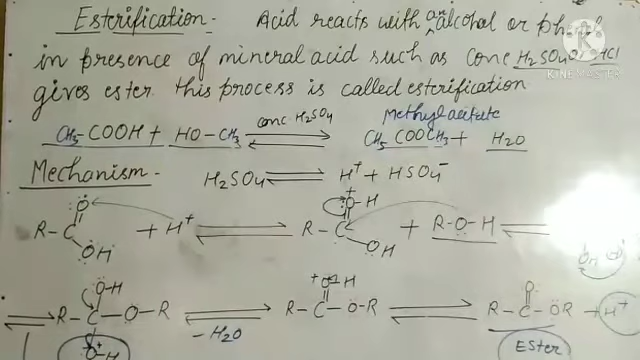 Esterification - Acid reacts with an alcohol or phenol
in presence of mineral acid such as conc H₂SO₄ or HCl
KINEMASTER
gives ester this process is called esterification
conc. H₂SO₄
Methyl acetate
CH₃-COOH + HO-CH₃ ⇌ CH₃ COOCH₃ + H₂O
Mechanism - H₂SO₄ ⇌ H⁺ + HSO₄⁻
R-C O OH + H⁺ ⇌ R-C O-H OH + R-O-H ⇌
⇌ R-C-O-R O-H O-H ⇌ -H₂O R-C-O-R O-H ⇌ R-C-OR O + H⁺
Ester